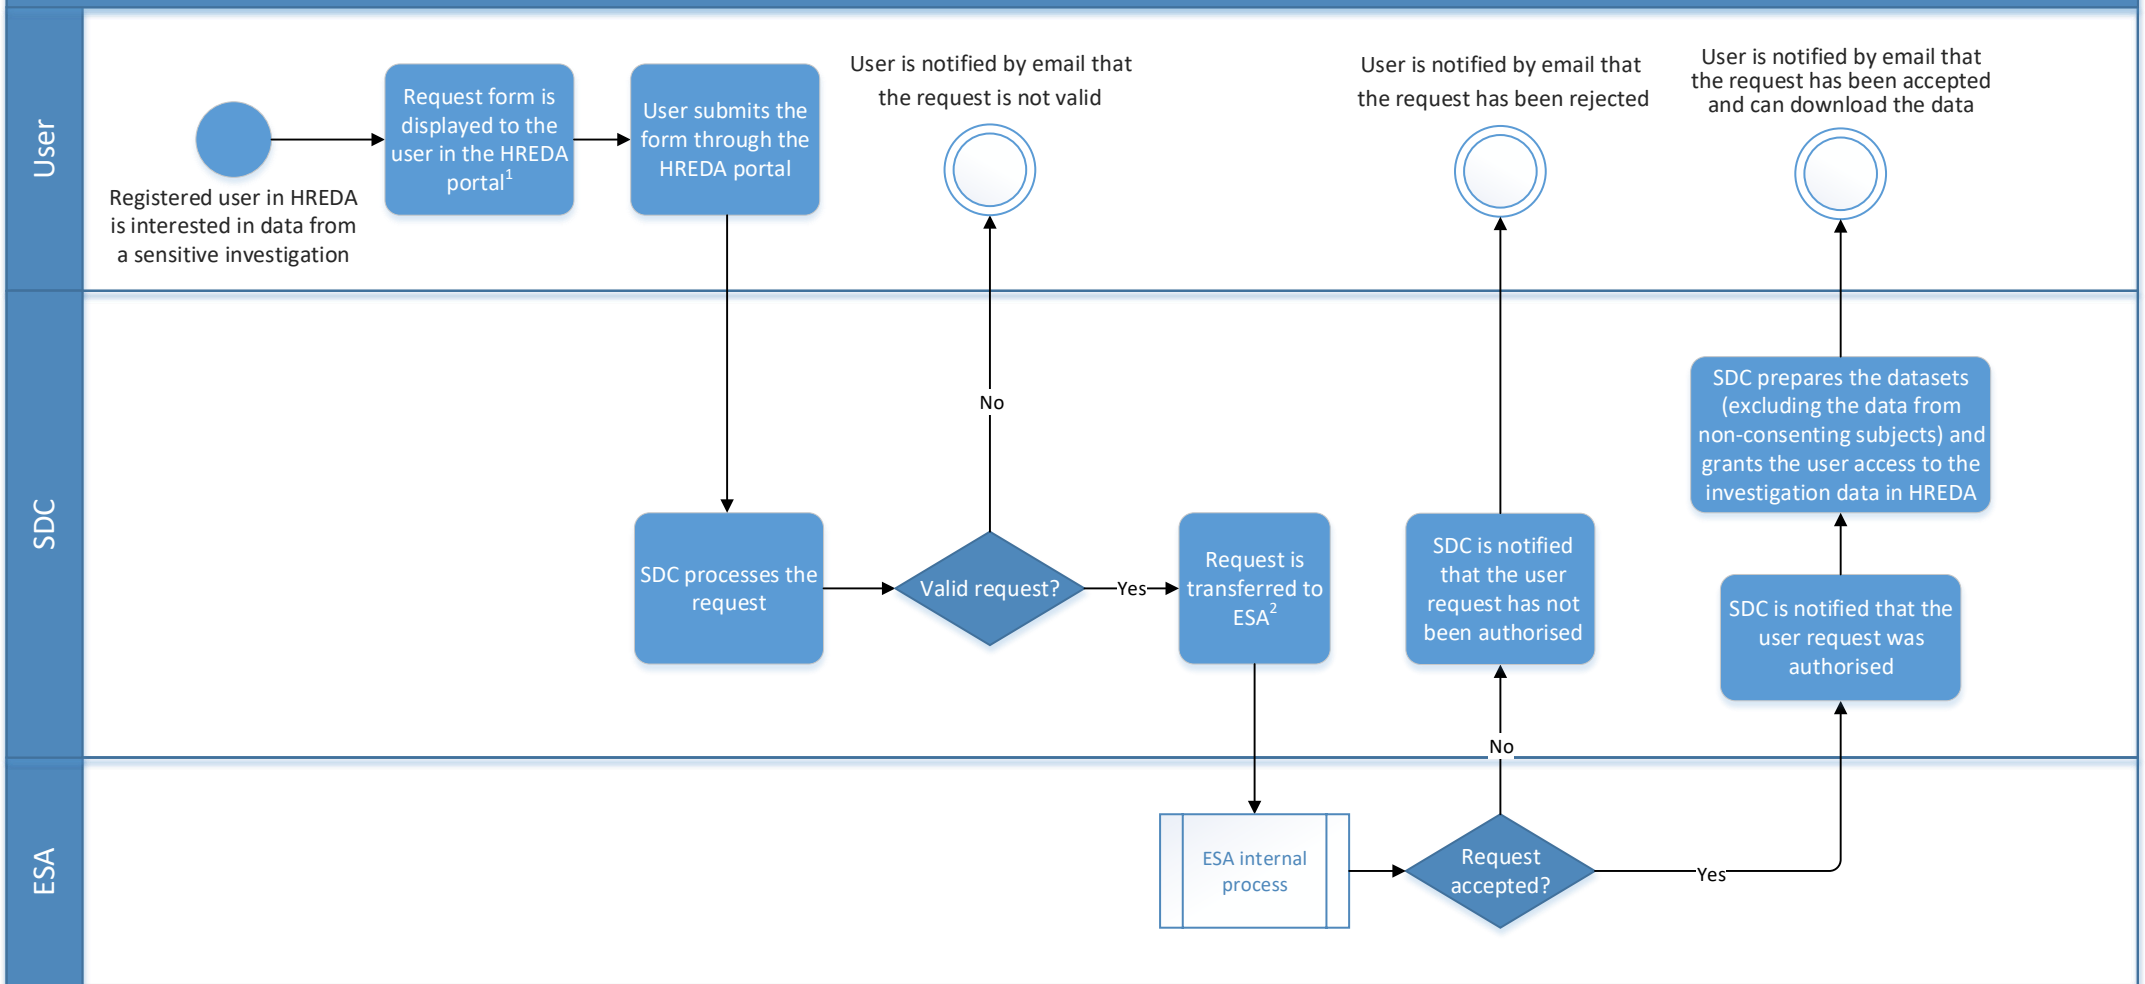 User
Registered user in HREDA
is interested in data from
a sensitive investigation
Request form is
displayed to the
user in the HREDA
portal1
User submits the
form through the
HREDA portal
User is notified by email that
the request is not valid
User is notified by email that
the request has been rejected
User is notified by email that
the request has been accepted
and can download the data
SDC
SDC processes the
request
Valid request?
No
Yes
Request is
transferred to
ESA2
SDC is notified
that the user
request has not
been authorised
SDC prepares the datasets
(excluding the data from
non-consenting subjects) and
grants the user access to the
investigation data in HREDA
SDC is notified that the
user request was
authorised
No
ESA
ESA internal
process
Request
accepted?
Yes